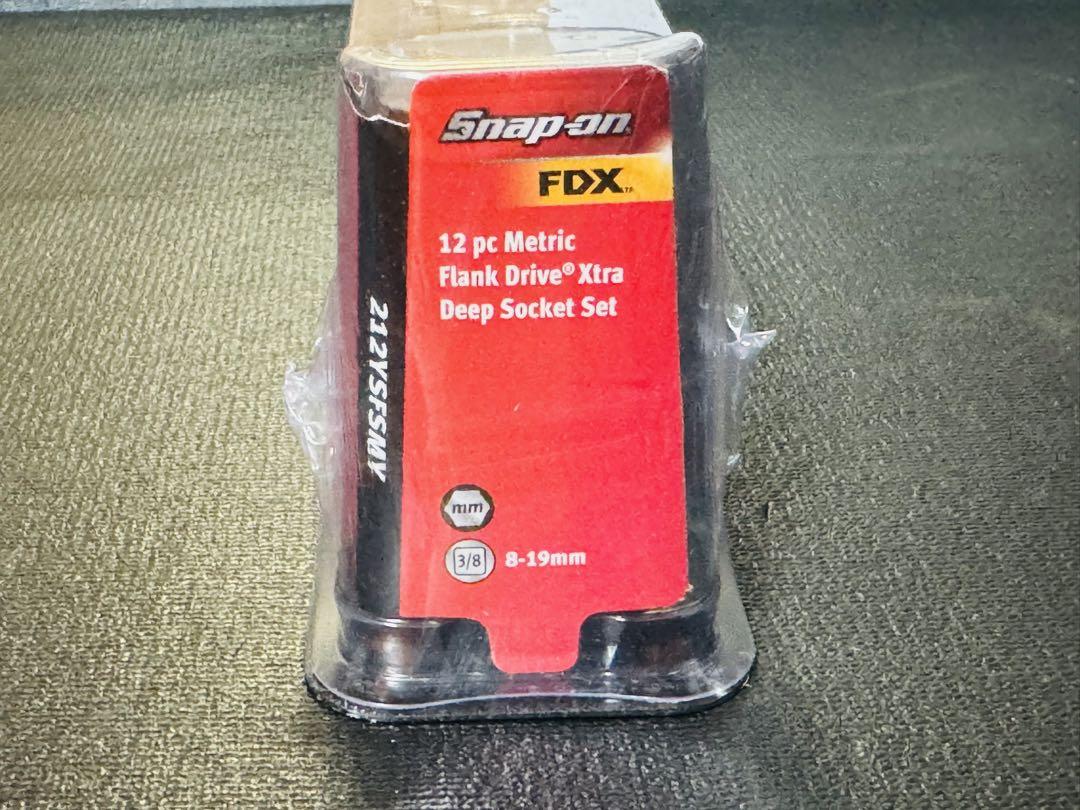 Snap-on
FDX
12 pc Metric
Flank Drive® Xtra
Deep Socket Set
212YSFSMY
mm
3/8 8-19mm